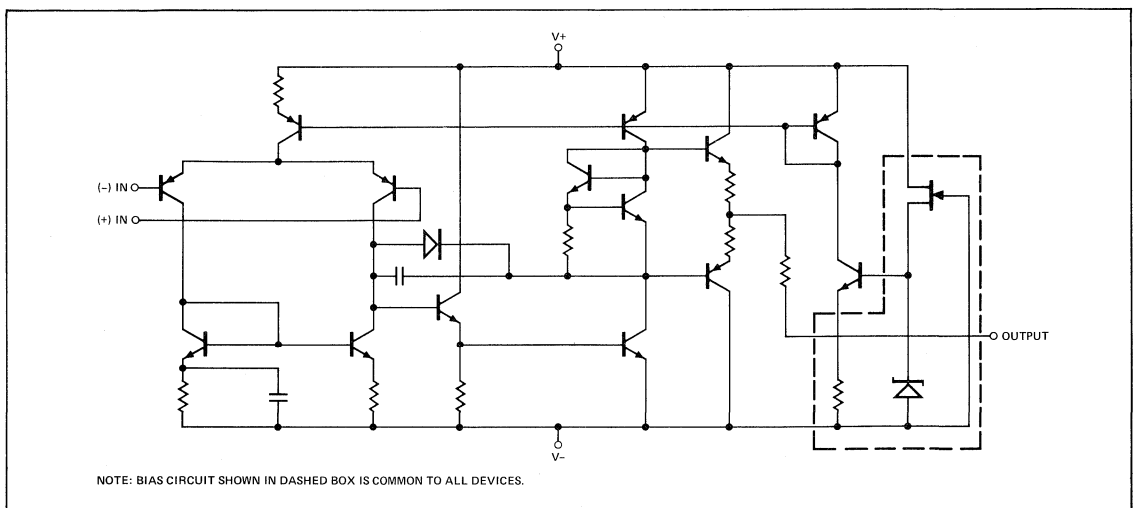 V+
(-) IN
(+) IN
OUTPUT
V-
NOTE: BIAS CIRCUIT SHOWN IN DASHED BOX IS COMMON TO ALL DEVICES.